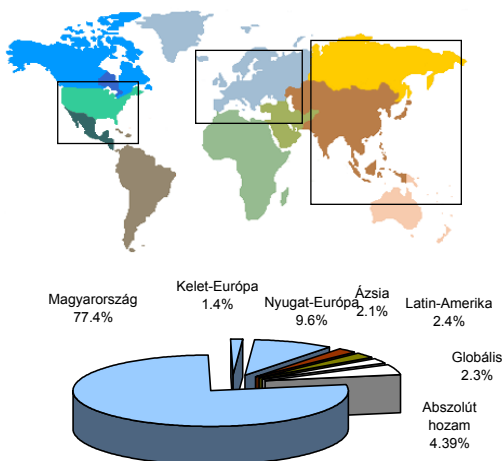 Magyarország
77.4%
Kelet-Európa
1.4%
Nyugat-Európa
9.6%
Ázsia
2.1%
Latin-Amerika
2.4%
Globális
2.3%
Abszolút
hozam
4.39%